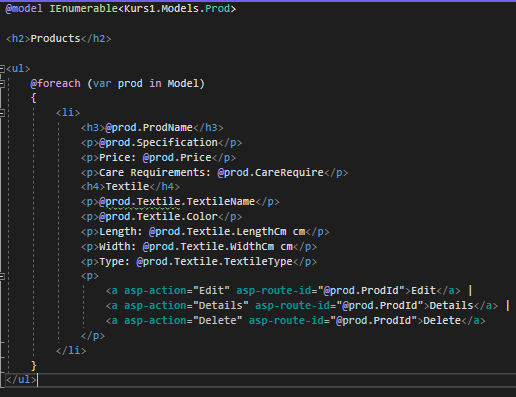 @model IEnumerable<Kurs1.Models.Prod>
<h2>Products</h2>
<ul>
@foreach (var prod in Model)
{
<li>
<h3>@prod.ProdName</h3>
<p>@prod.Specification</p>
<p>Price: @prod.Price</p>
<p>Care Requirements: @prod.CareRequire</p>
<h4>Textile</h4>
<p>@prod.Textile.TextileName</p>
<p>@prod.Textile.Color</p>
<p>Length: @prod.Textile.LengthCm cm</p>
<p>Width: @prod.Textile.WidthCm cm</p>
<p>Type: @prod.Textile.TextileType</p>
<p>
<a asp-action="Edit" asp-route-id="@prod.ProdId">Edit</a> |
<a asp-action="Details" asp-route-id="@prod.ProdId">Details</a> |
<a asp-action="Delete" asp-route-id="@prod.ProdId">Delete</a>
</p>
</li>
}
</ul>